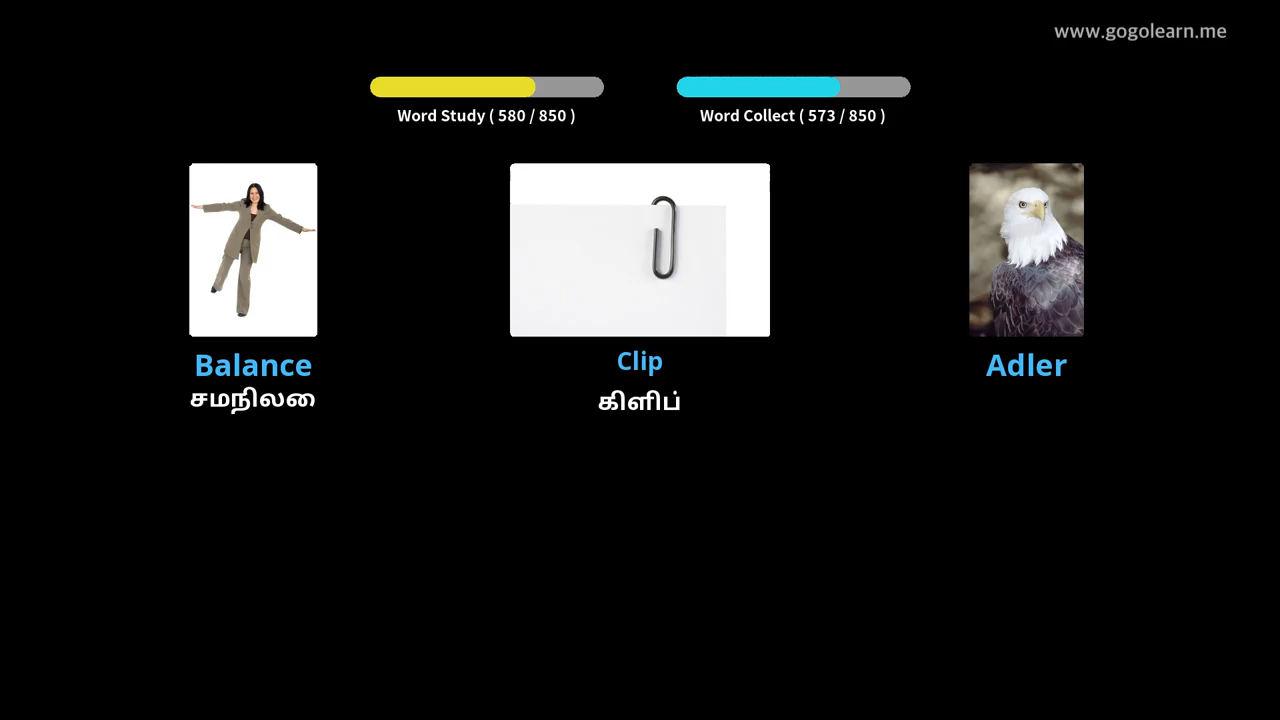 www.gogolearn.me
Word Study ( 580 / 850 )
Word Collect ( 573 / 850 )
Balance
Clip
Adler
சமநிலை
கிளிப்